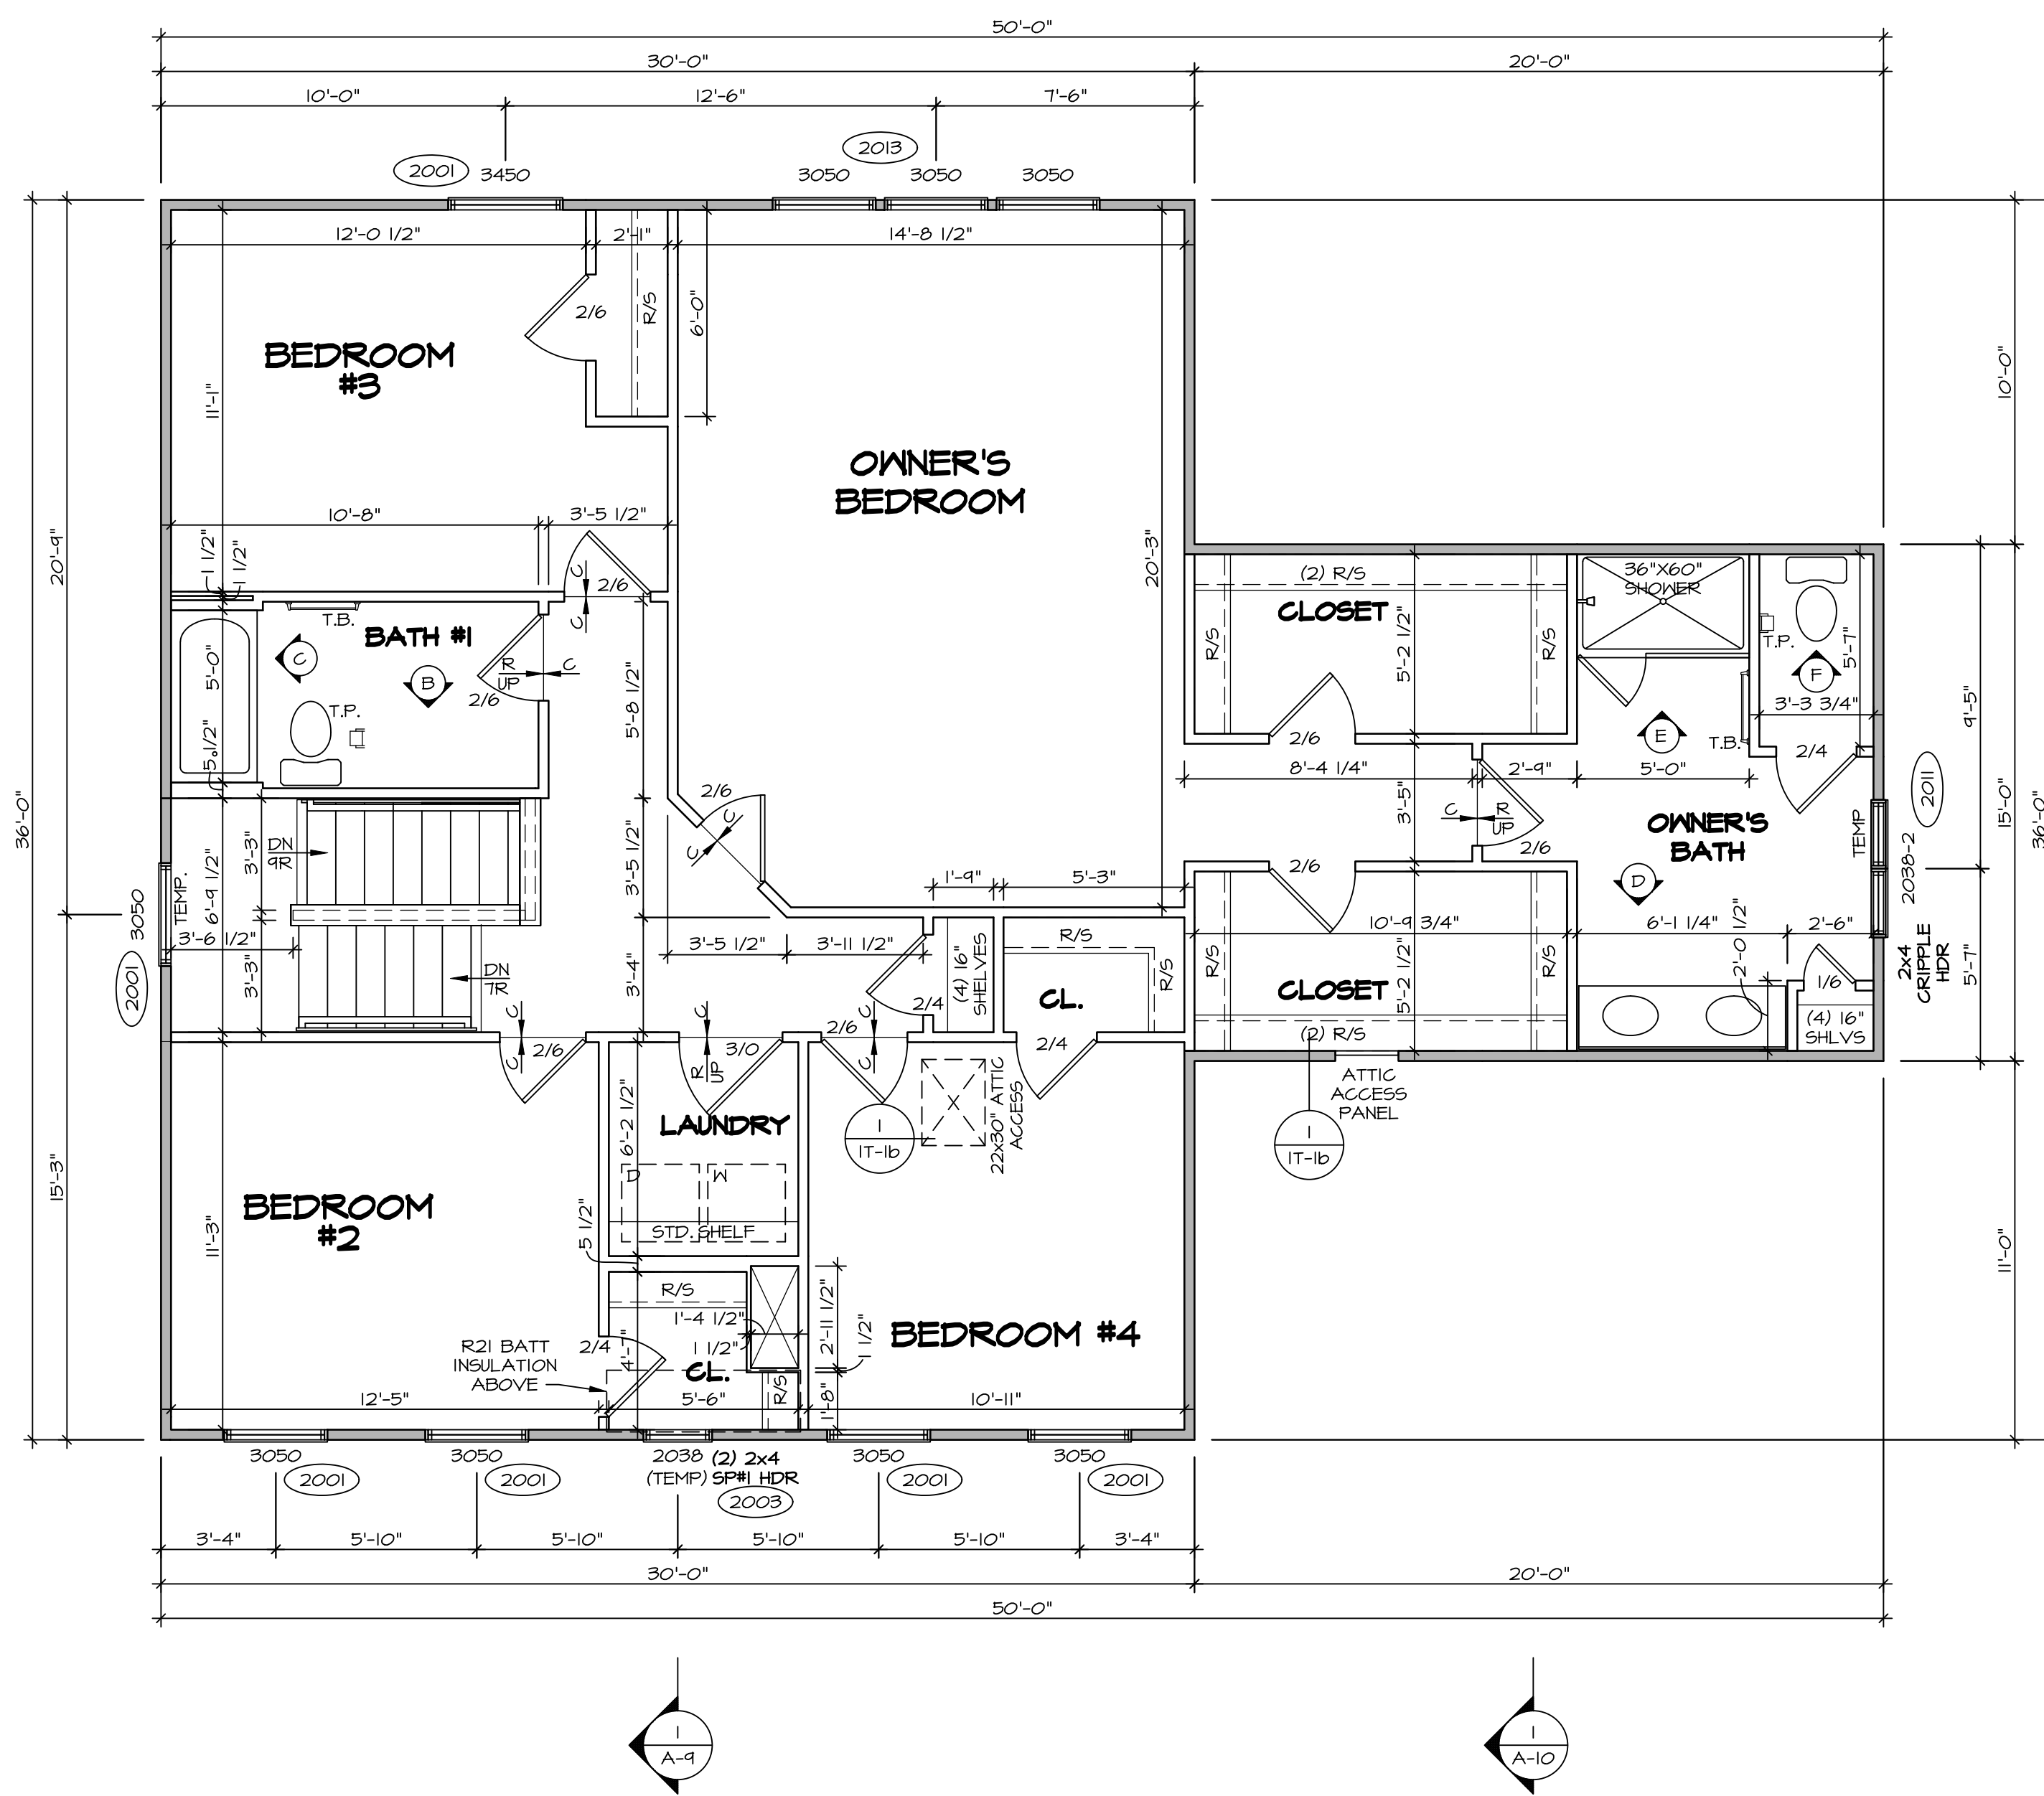 50'-0"
30'-0" 20'-0"
10'-0" 12'-6" 7'-6"
2001 3450 2013 3050 3050 3050
12'-0 1/2" 2'-1" 14'-8 1/2"
2/6 R/S 6'-0"
BEDROOM
#3
11'-1"
OWNER'S
BEDROOM
10'-0"
10'-8" 3'-5 1/2"
20'-9" 1 1/2" 1 1/2" C 2/6 C 20'-3"
(2) R/S
CLOSET
R/S R/S 5'-2 1/2"
36"X60"
SHOWER
T.P. 5'-7"
F
3'-3 3/4"
9'-5"
T.B. BATH #1
C B R
UP
C
2/6
5'-0" T.P. 5'-8 1/2"
5 1/2"
E T.B. 2/4
2/6
8'-4 1/4" 2'-9" 5'-0"
2/6 C C
3'-5" C R
UP
2/6
OWNER'S
BATH
TEMP 2011
2038-2
15'-0"
36'-0"
36'-0"
DN
9R
3'-3" 6'-9 1/2" 3'-5 1/2"
TEMP. 3050 2001
2/6 D
1'-9" 5'-3"
10'-9 3/4" 6'-1 1/4" 2'-6"
3'-6 1/2" 3'-5 1/2" 3'-11 1/2"
R/S R/S
DN
7R
3'-3" 3'-4"
(4) 16"
SHELVES
2/4
CL.
CLOSET
R/S R/S 5'-2 1/2"
2'-0 1/2" 1/6
2x4
CRIPPLE
HDR
5'-7"
(4) 16"
SHLVS
(2) R/S
C C 2/6 C R
UP
3/0 2/6 C C 2/4
22x30" ATTIC
ACCESS
ATTIC
ACCESS
PANEL
LAUNDRY
6'-2 1/2"
1
1T-1b
1
1T-1b
D W
STD. SHELF
15'-3"
BEDROOM
#2
11'-3" 5 1/2"
11'-0"
R/S
1'-4 1/2"
1 1/2"
2'-11 1/2" 1 1/2"
BEDROOM #4
R21 BATT
INSULATION
ABOVE
2/4 4'-7"
CL.
R/S 1'-8"
12'-5" 5'-6" 10'-11"
3050 3050 2038 (2) 2x4 3050 3050
2001 2001 (TEMP) SP#1 HDR 2001 2001
2003
3'-4" 5'-10" 5'-10" 5'-10" 5'-10" 3'-4"
30'-0" 20'-0"
50'-0"
1 1
A-9 A-10